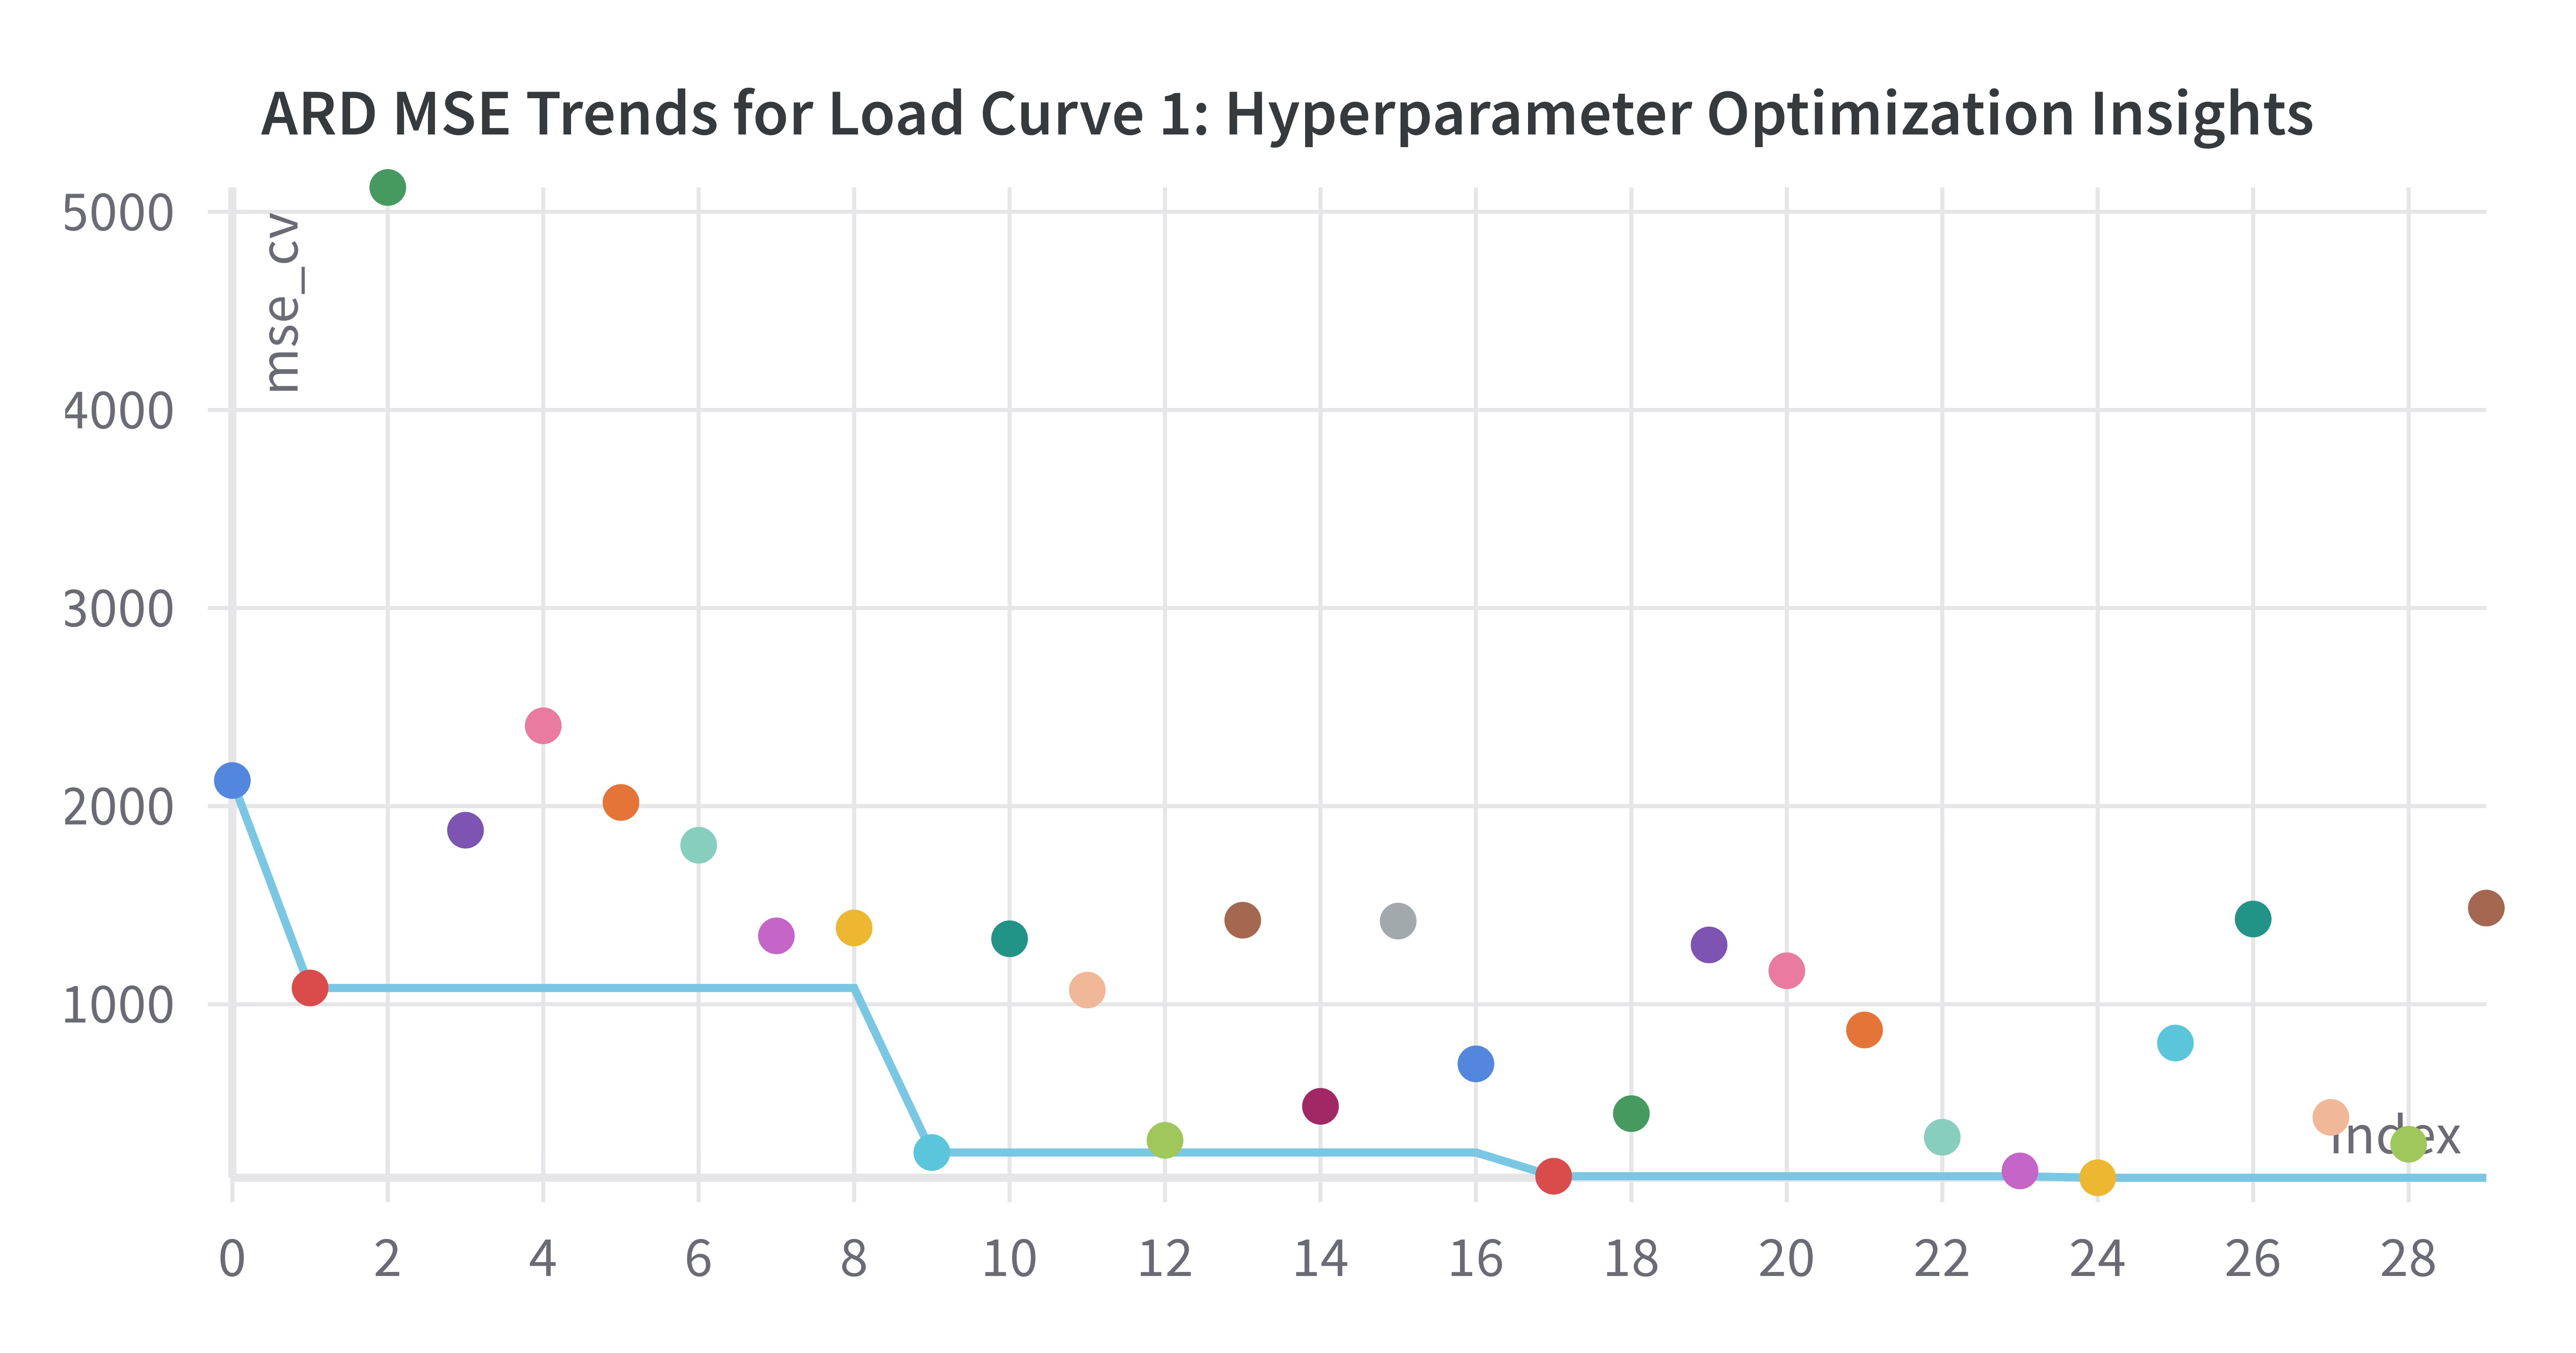 ARD MSE Trends for Load Curve 1: Hyperparameter Optimization Insights
mse_cv
5000
4000
3000
2000
1000
index
0 2 4 6 8 10 12 14 16 18 20 22 24 26 28